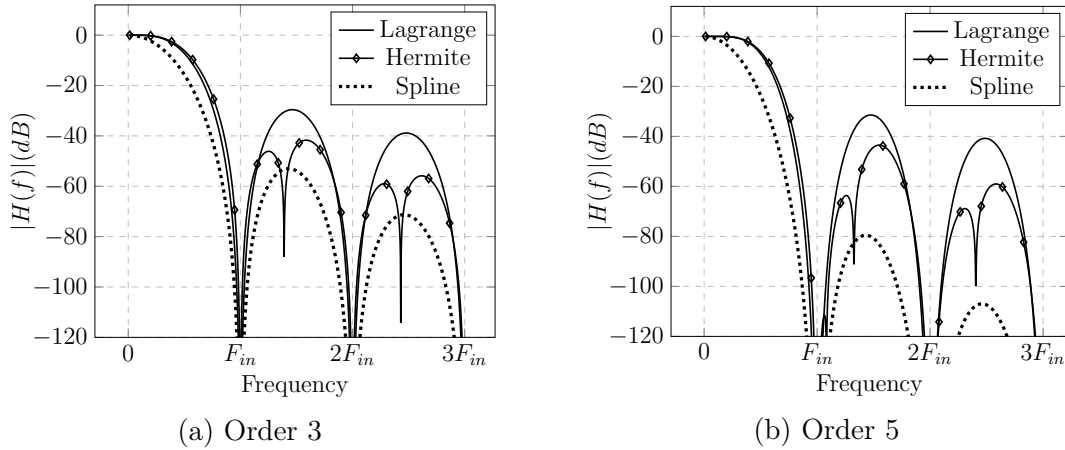 Lagrange
Hermite
Spline
0
−20
−40
−60
−80
−100
−120
|H(f)|(dB)
0
F_in
2F_in
3F_in
Frequency
(a) Order 3
Lagrange
Hermite
Spline
0
−20
−40
−60
−80
−100
−120
|H(f)|(dB)
0
F_in
2F_in
3F_in
Frequency
(b) Order 5